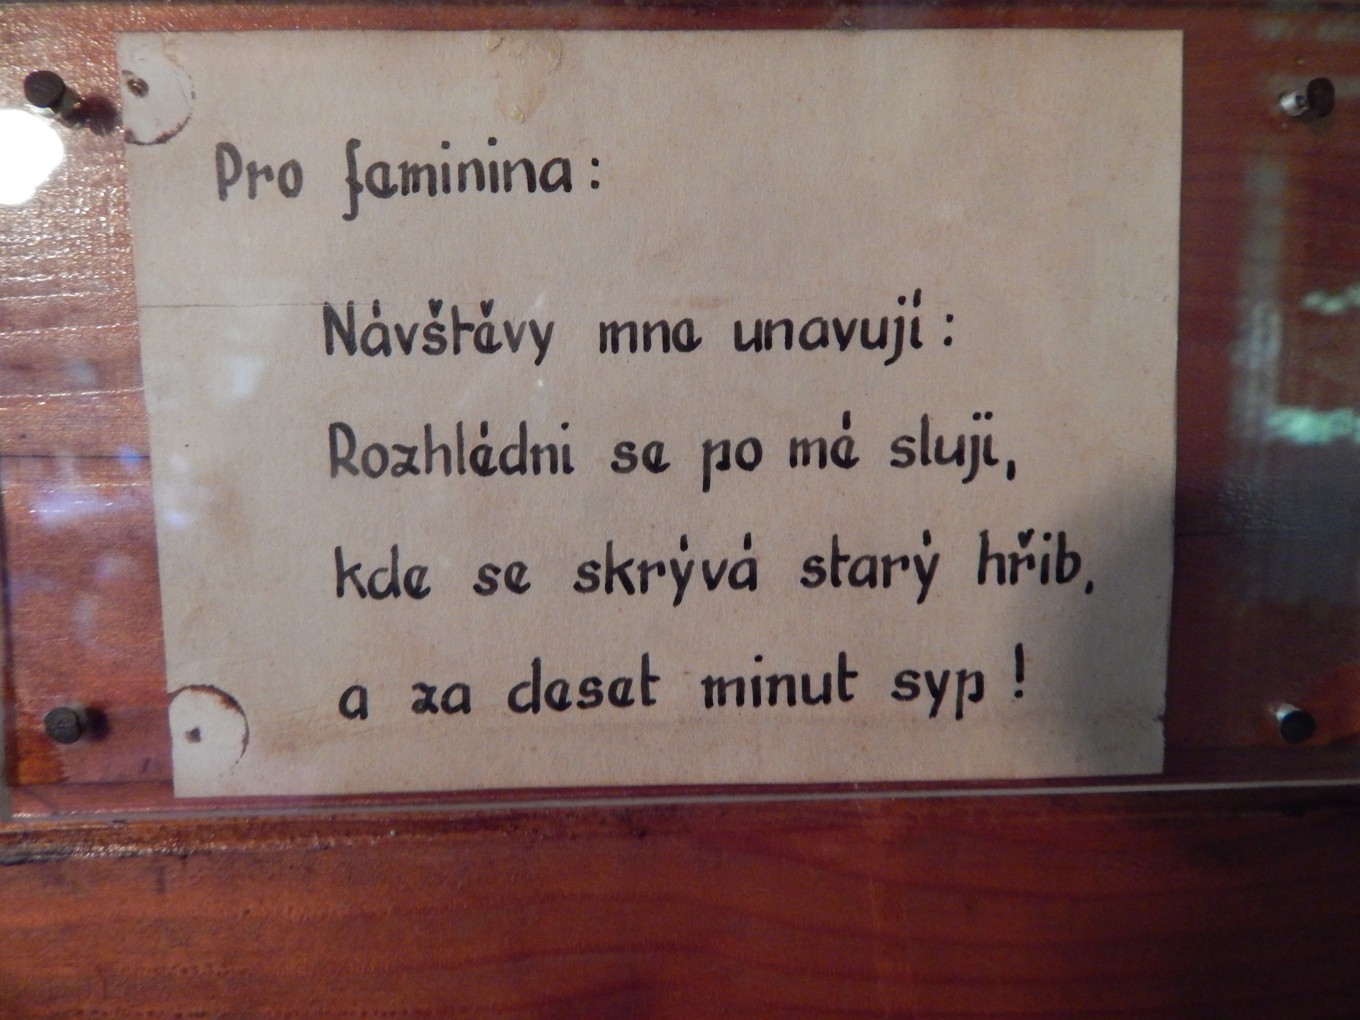 Pro feminina:
Návštěvy mne unavují:
Rozhlédni se po mé sluji,
kde se skrývá starý hřib,
a za deset minut syp!